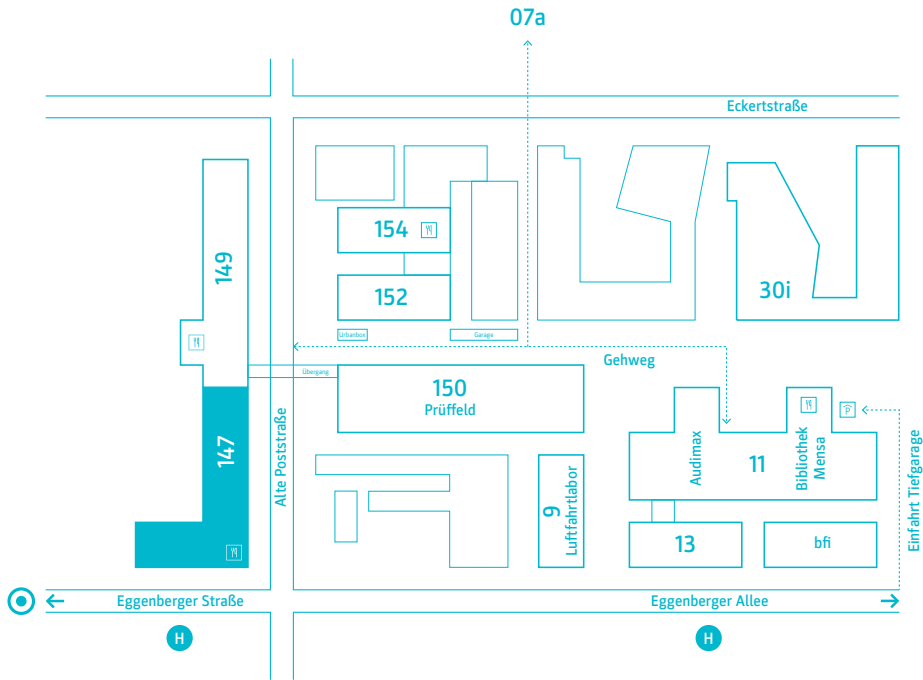 07a
Eckertstraße
154
149
152
30i
Urbanbox
Garage
Gehweg
Übergang
150
Prüffeld
147
Alte Poststraße
Audimax
11
Bibliothek
Mensa
P
Einfahrt Tiefgarage
9
Luftfahrtlabor
13
bfi
Eggenberger Straße
Eggenberger Allee
H
H